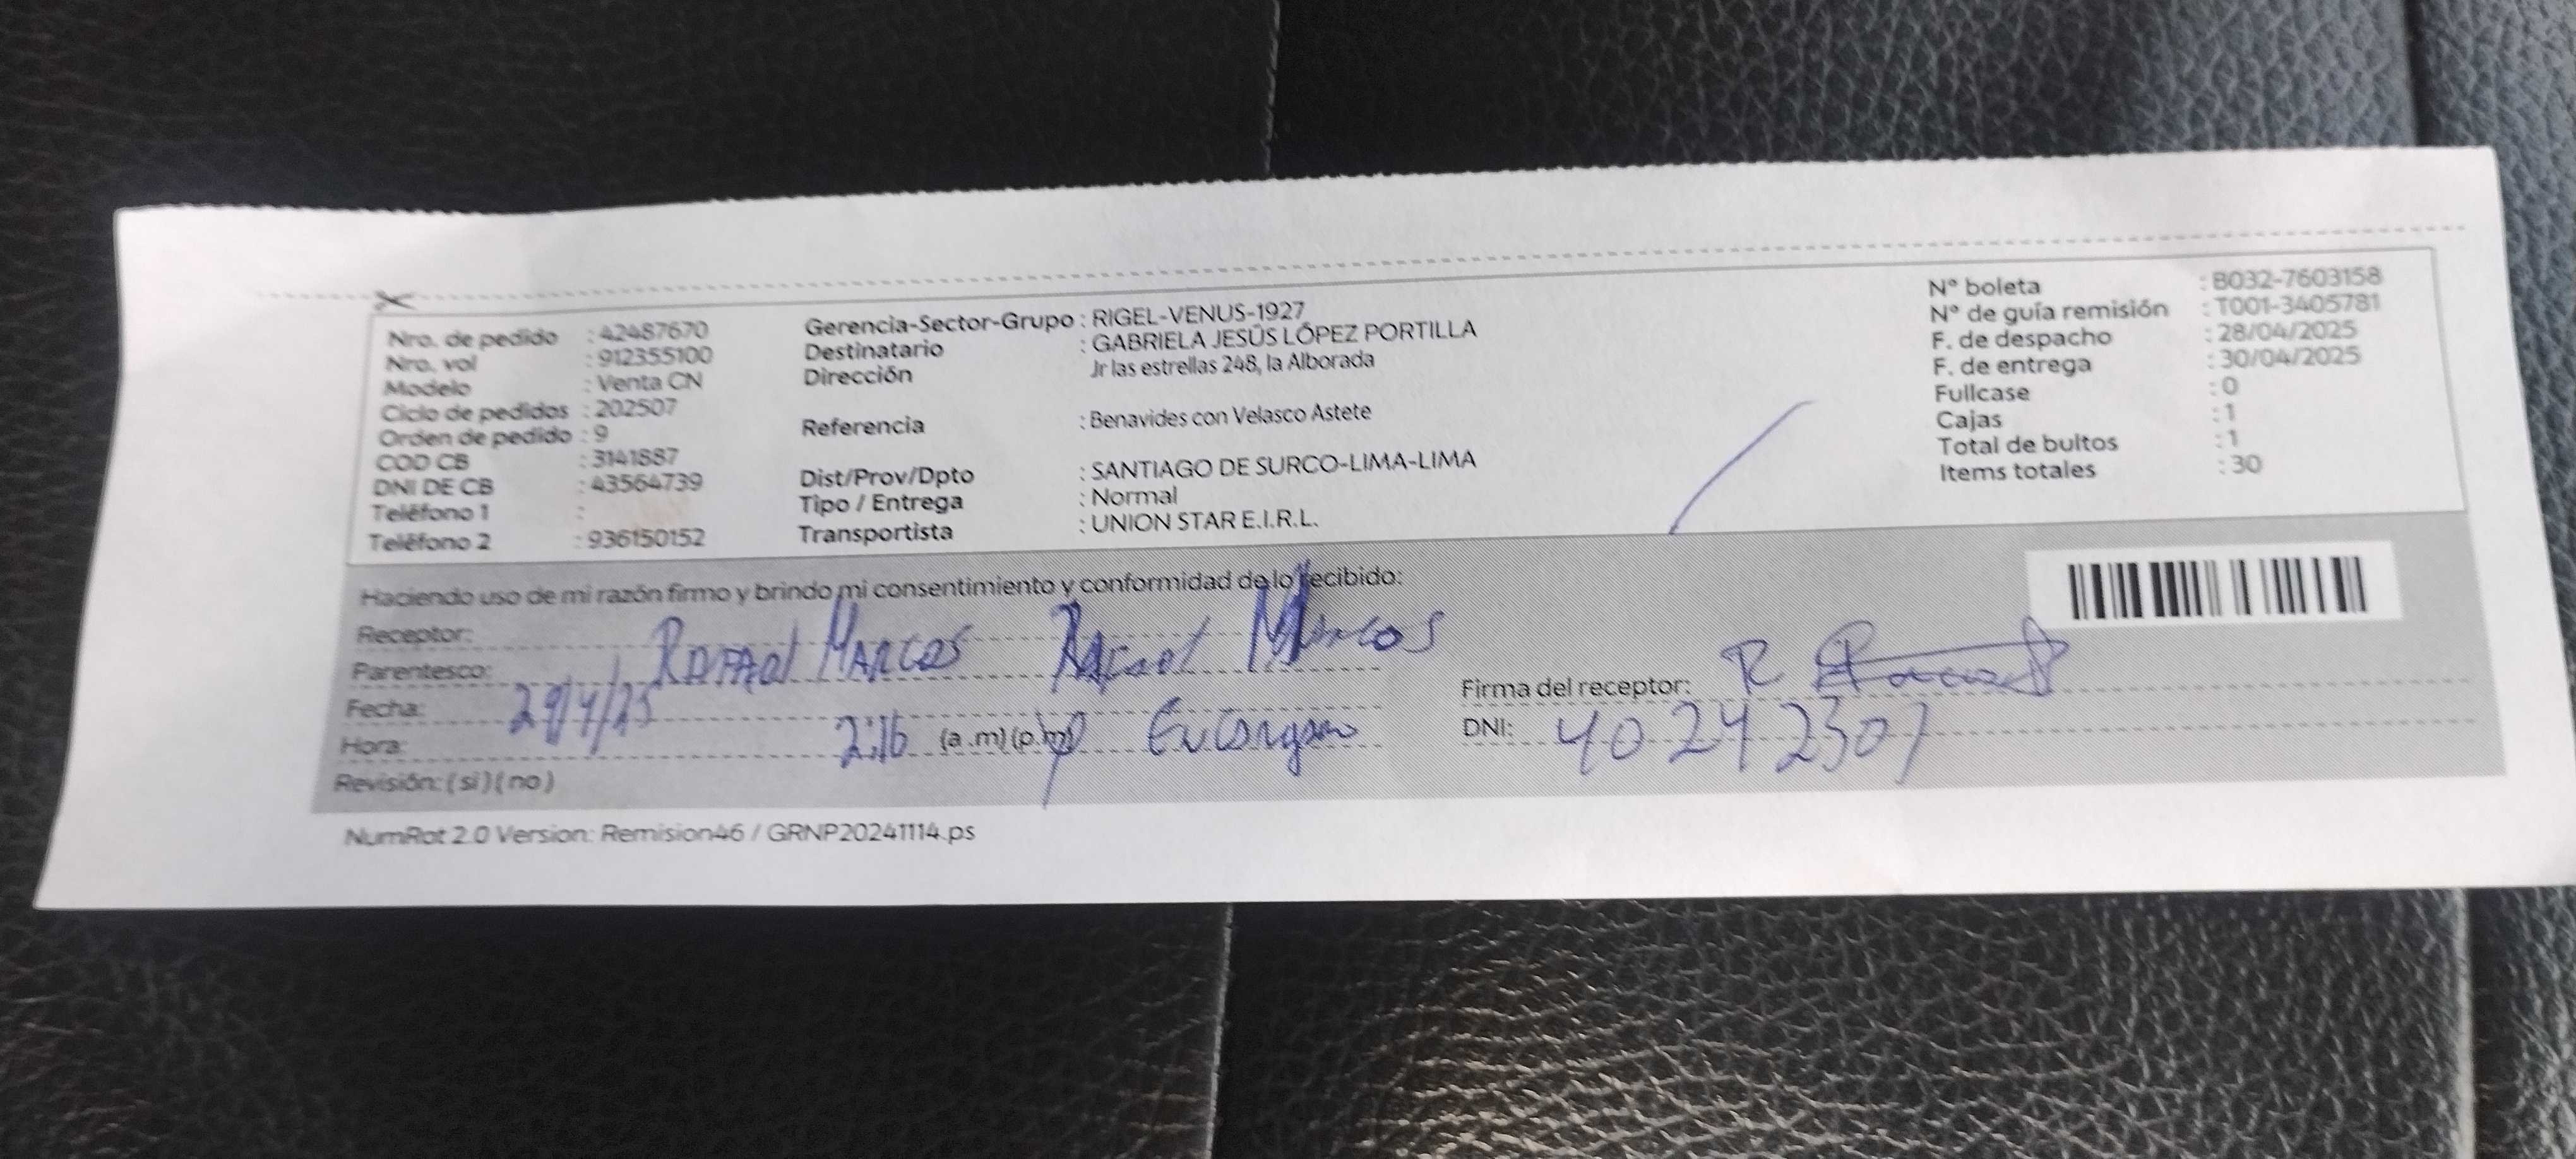 Nro. de pedido : 42487670
Nro. vol : 912355100
Modelo : Venta CN
Ciclo de pedidos : 202507
Orden de pedido : 9
COD CB : 3141887
DNI DE CB : 43564739
Teléfono 1 :
Teléfono 2 : 936150152
Gerencia-Sector-Grupo : RIGEL-VENUS-1927
Destinatario : GABRIELA JESÚS LÓPEZ PORTILLA
Dirección Jr las estrellas 248, la Alborada
Referencia : Benavides con Velasco Astete
Dist/Prov/Dpto : SANTIAGO DE SURCO-LIMA-LIMA
Tipo / Entrega : Normal
Transportista : UNION STAR E.I.R.L.
N° boleta : B032-7603158
N° de guía remisión : T001-3405781
F. de despacho : 28/04/2025
F. de entrega : 30/04/2025
Fullcase : 0
Cajas : 1
Total de bultos : 1
Items totales : 30
Haciendo uso de mi razón firmo y brindo mi consentimiento y conformidad de lo recibido:
Receptor: Rafael Marcos Rafael Marcos
Parentesco:
Fecha: 29/4/25
Hora: 2:16 (a.m)(p.m)
Revisión: (si)(no)
Firma del receptor: R
DNI: 40242307
NumRot 2.0 Version: Remision46 / GRNP20241114.ps